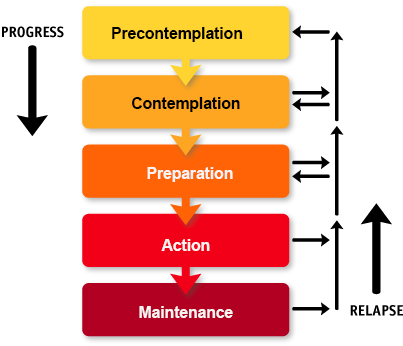 PROGRESS
Precontemplation
Contemplation
Preparation
Action
Maintenance
RELAPSE